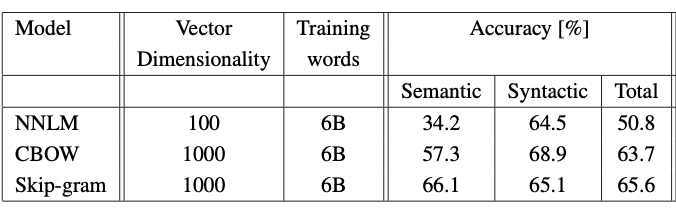 Model Vector Training Accuracy [%]
Dimensionality words
Semantic Syntactic Total
NNLM 100 6B 34.2 64.5 50.8
CBOW 1000 6B 57.3 68.9 63.7
Skip-gram 1000 6B 66.1 65.1 65.6